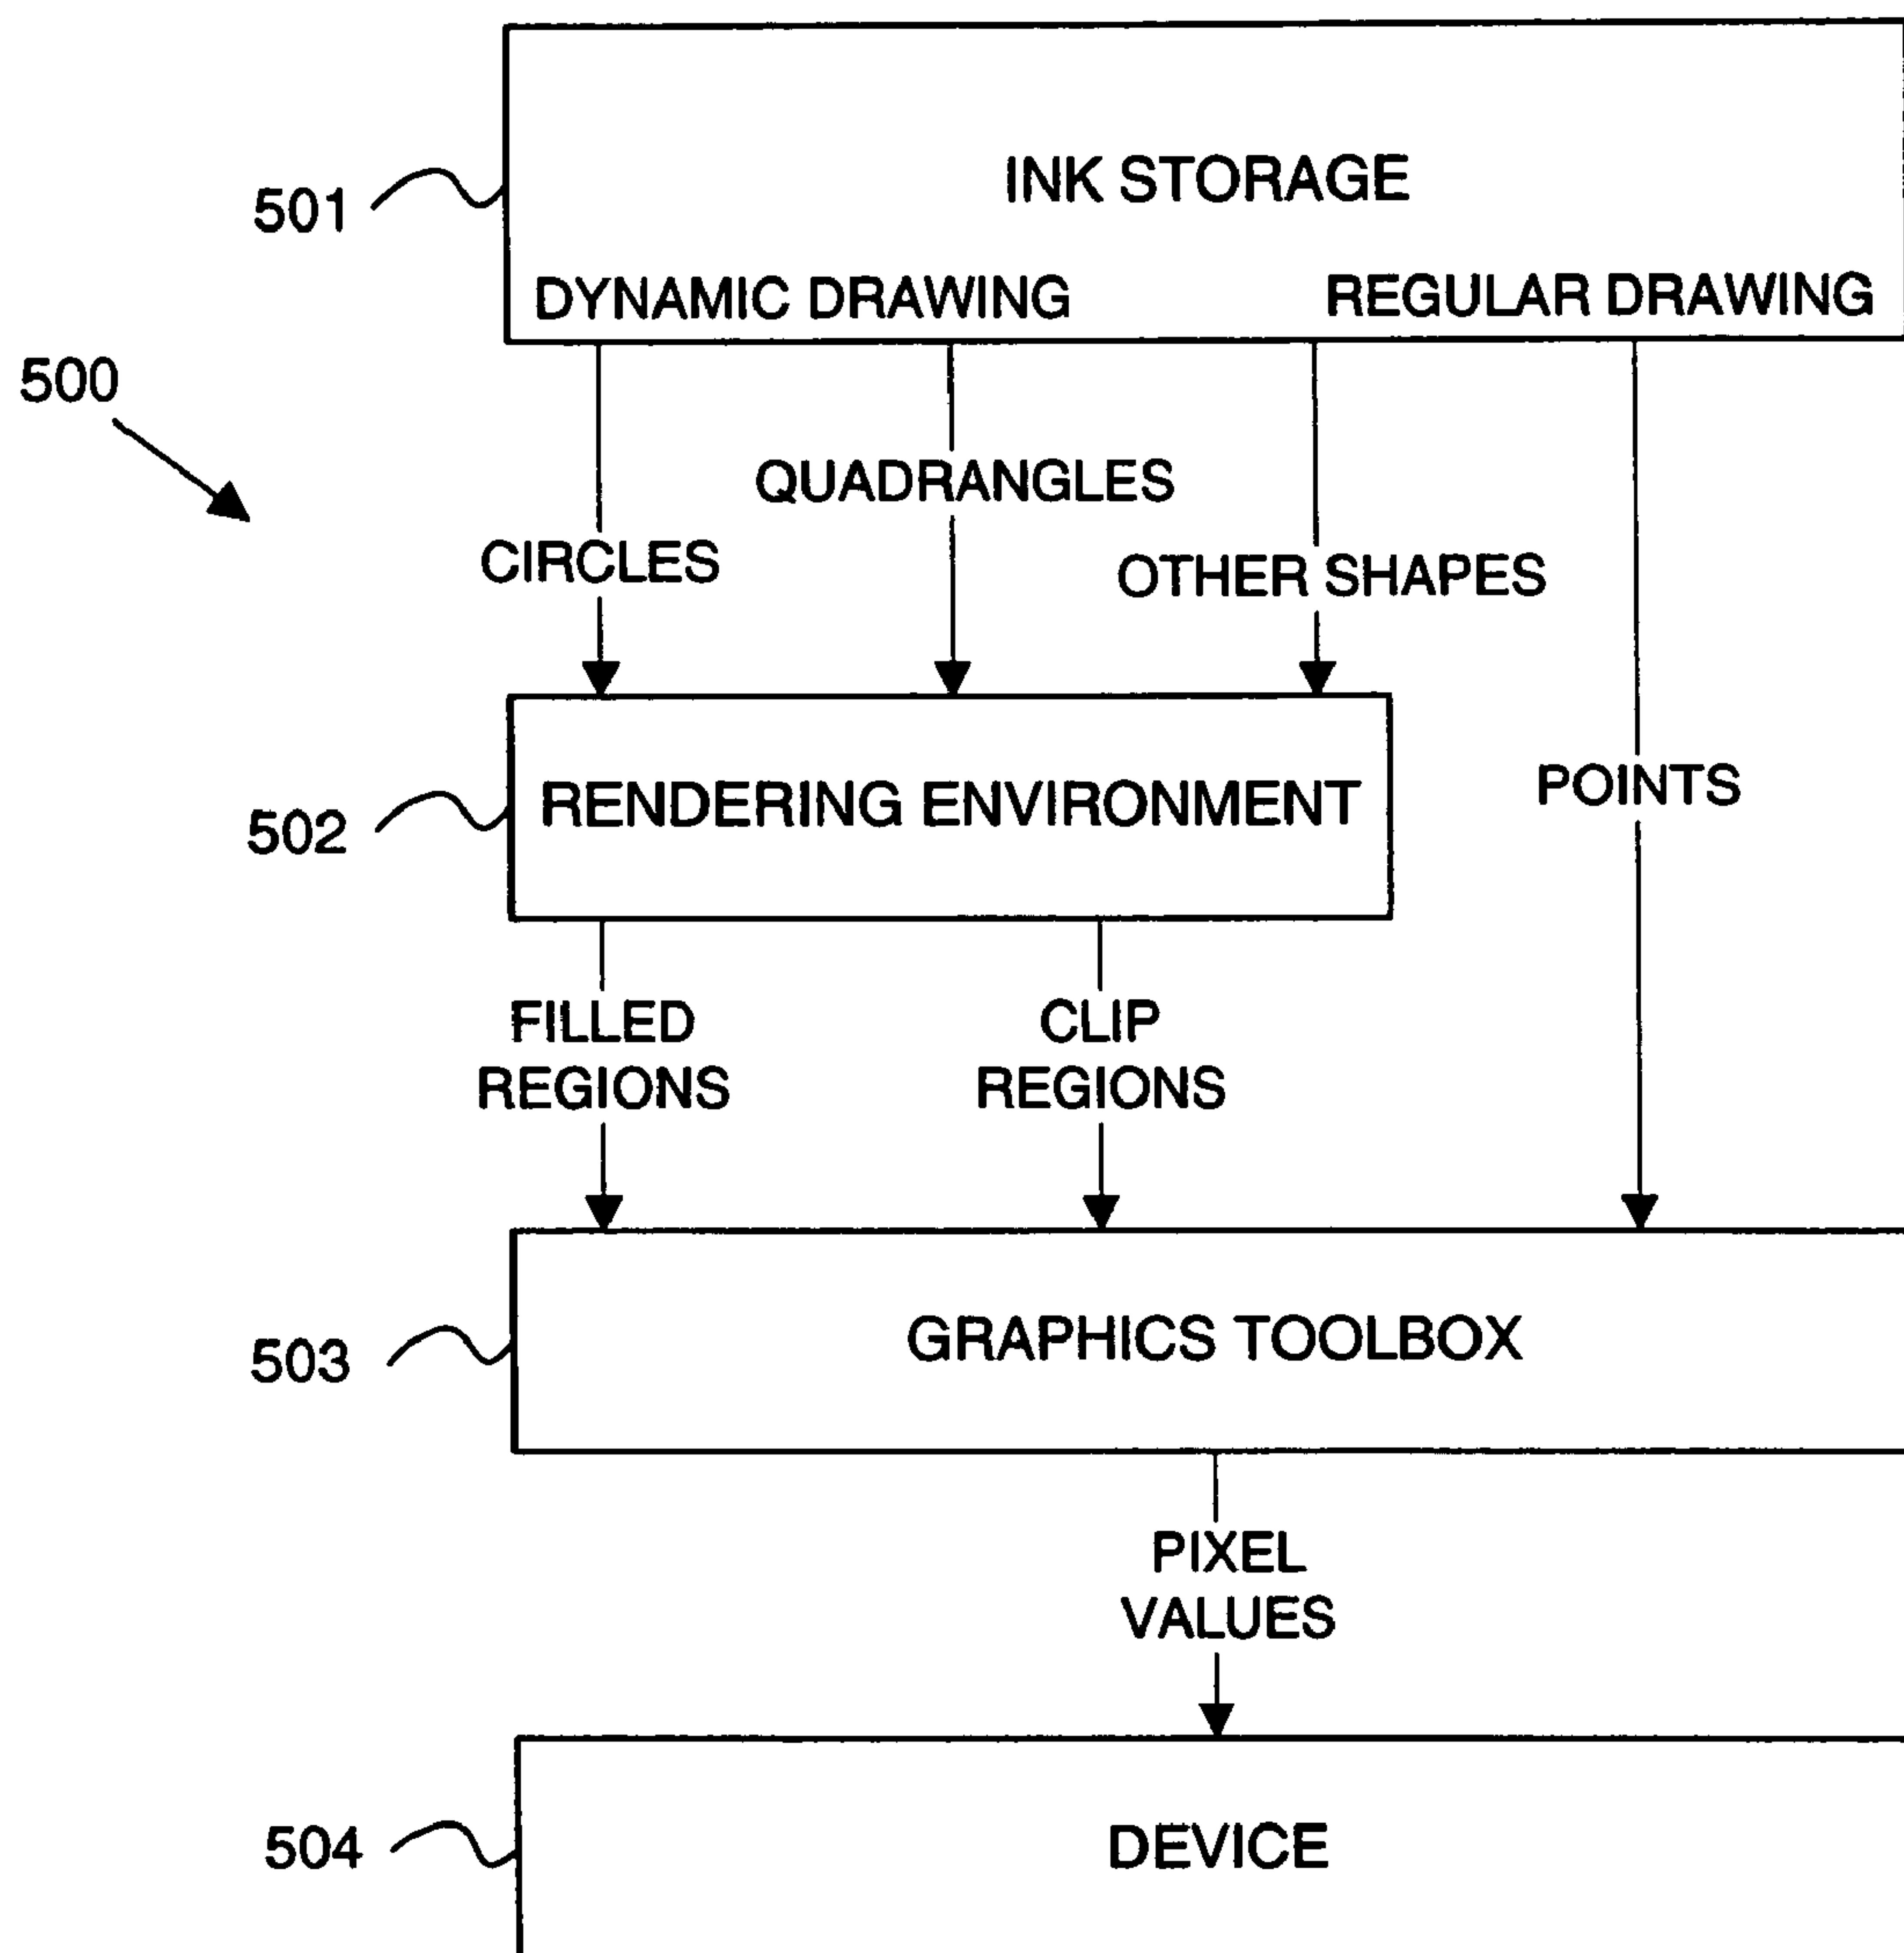 INK STORAGE
501
DYNAMIC DRAWING
REGULAR DRAWING
500
QUADRANGLES
CIRCLES
OTHER SHAPES
RENDERING ENVIRONMENT
POINTS
502
FILLED
REGIONS
CLIP
REGIONS
GRAPHICS TOOLBOX
503
PIXEL
VALUES
DEVICE
504